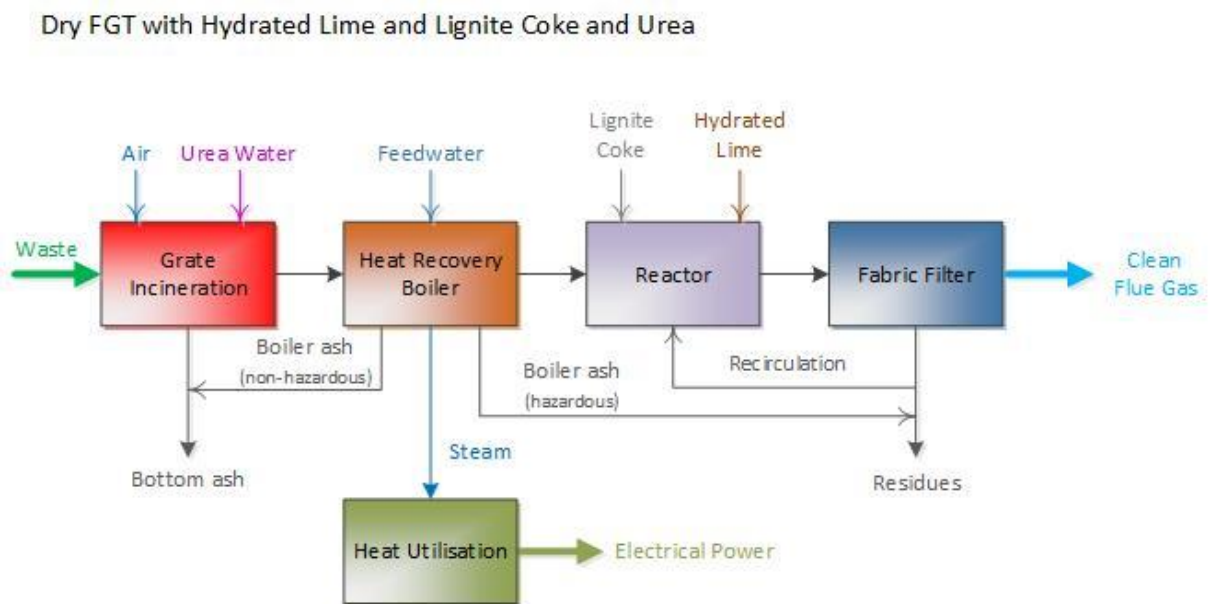 Dry FGT with Hydrated Lime and Lignite Coke and Urea
Lignite
Coke
Hydrated
Lime
Air
Urea Water
Feedwater
Waste
Grate
Incineration
Heat Recovery
Boiler
Reactor
Fabric Filter
Clean
Flue Gas
Boiler ash
(non-hazardous)
Boiler ash
(hazardous)
Recirculation
Bottom ash
Steam
Residues
Heat Utilisation
Electrical Power